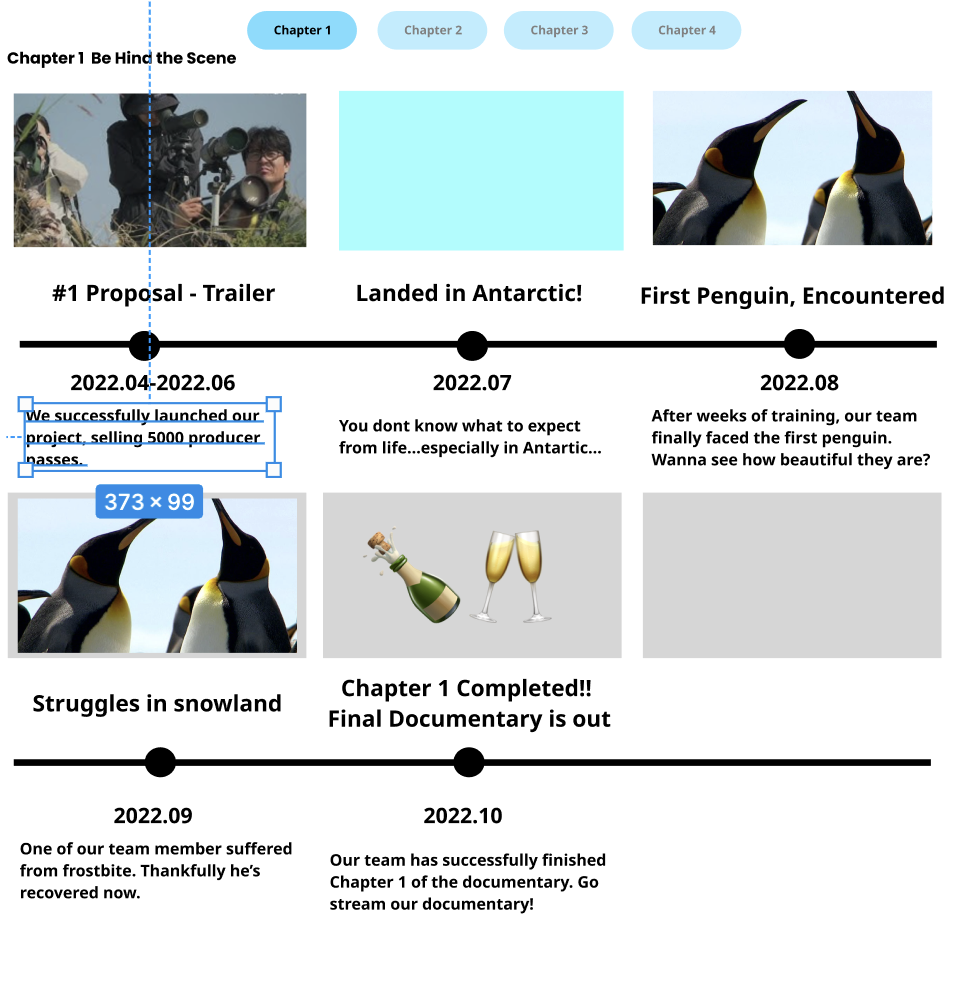 Chapter 1
Chapter 2
Chapter 3
Chapter 4
Chapter 1 Be Hind the Scene
#1 Proposal - Trailer
Landed in Antarctic!
First Penguin, Encountered
2022.04-2022.06
2022.07
2022.08
We successfully launched our
project, selling 5000 producer
passes.
You dont know what to expect
from life...especially in Antartic...
After weeks of training, our team
finally faced the first penguin.
Wanna see how beautiful they are?
373 × 99
Struggles in snowland
Chapter 1 Completed!!
Final Documentary is out
2022.09
2022.10
One of our team member suffered
from frostbite. Thankfully he’s
recovered now.
Our team has successfully finished
Chapter 1 of the documentary. Go
stream our documentary!